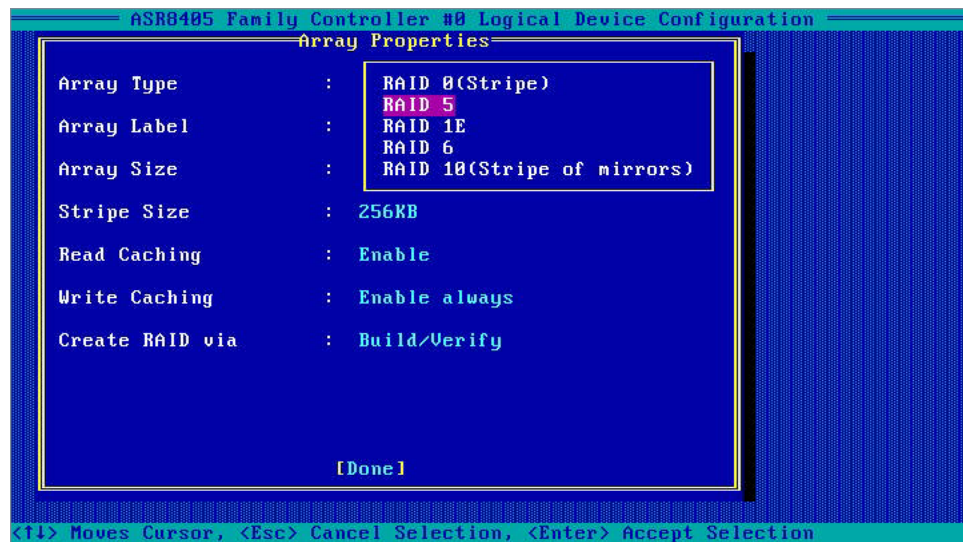 ASR8405 Family Controller #0 Logical Device Configuration
Array Properties
Array Type : RAID 0(Stripe)
RAID 5
Array Label : RAID 1E
RAID 6
Array Size : RAID 10(Stripe of mirrors)
Stripe Size : 256KB
Read Caching : Enable
Write Caching : Enable always
Create RAID via : Build/Verify
[Done]
<↑↓> Moves Cursor, <Esc> Cancel Selection, <Enter> Accept Selection